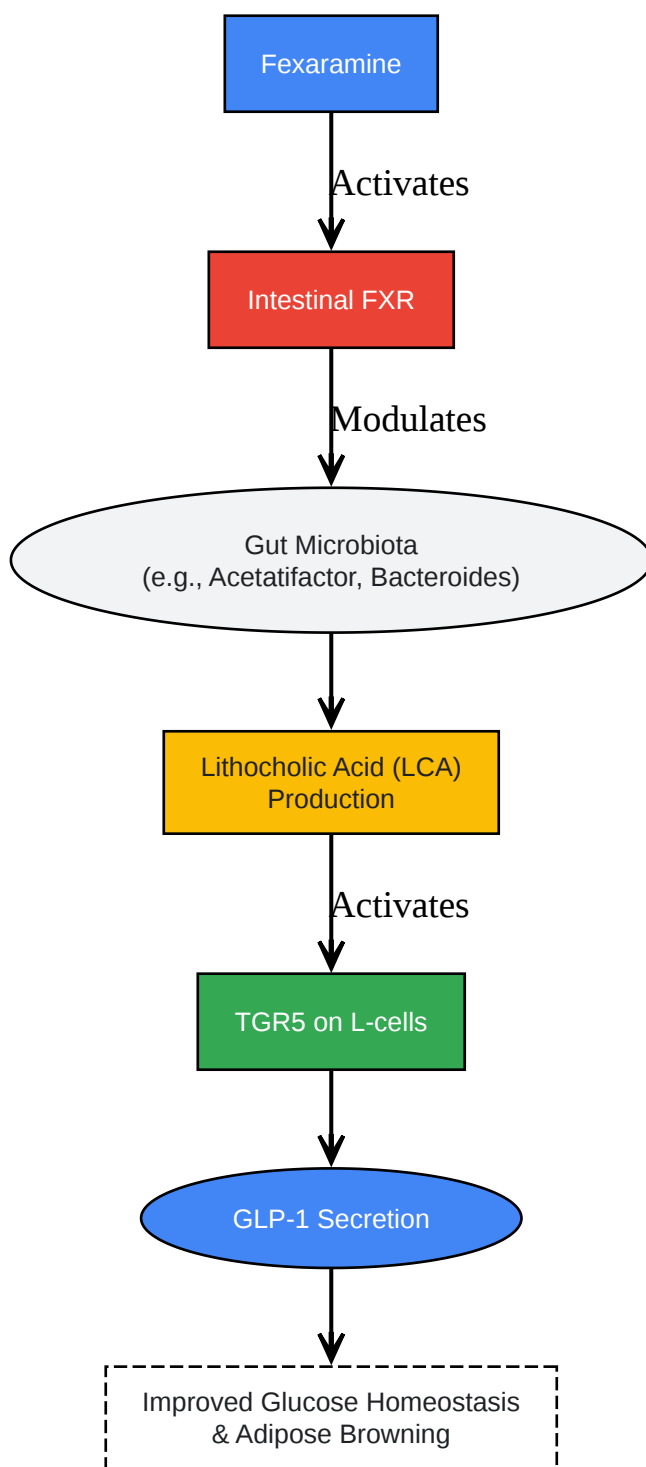 Fexaramine
Activates
Intestinal FXR
Modulates
Gut Microbiota
(e.g., Acetatifactor, Bacteroides)
Lithocholic Acid (LCA)
Production
Activates
TGR5 on L-cells
GLP-1 Secretion
Improved Glucose Homeostasis
& Adipose Browning